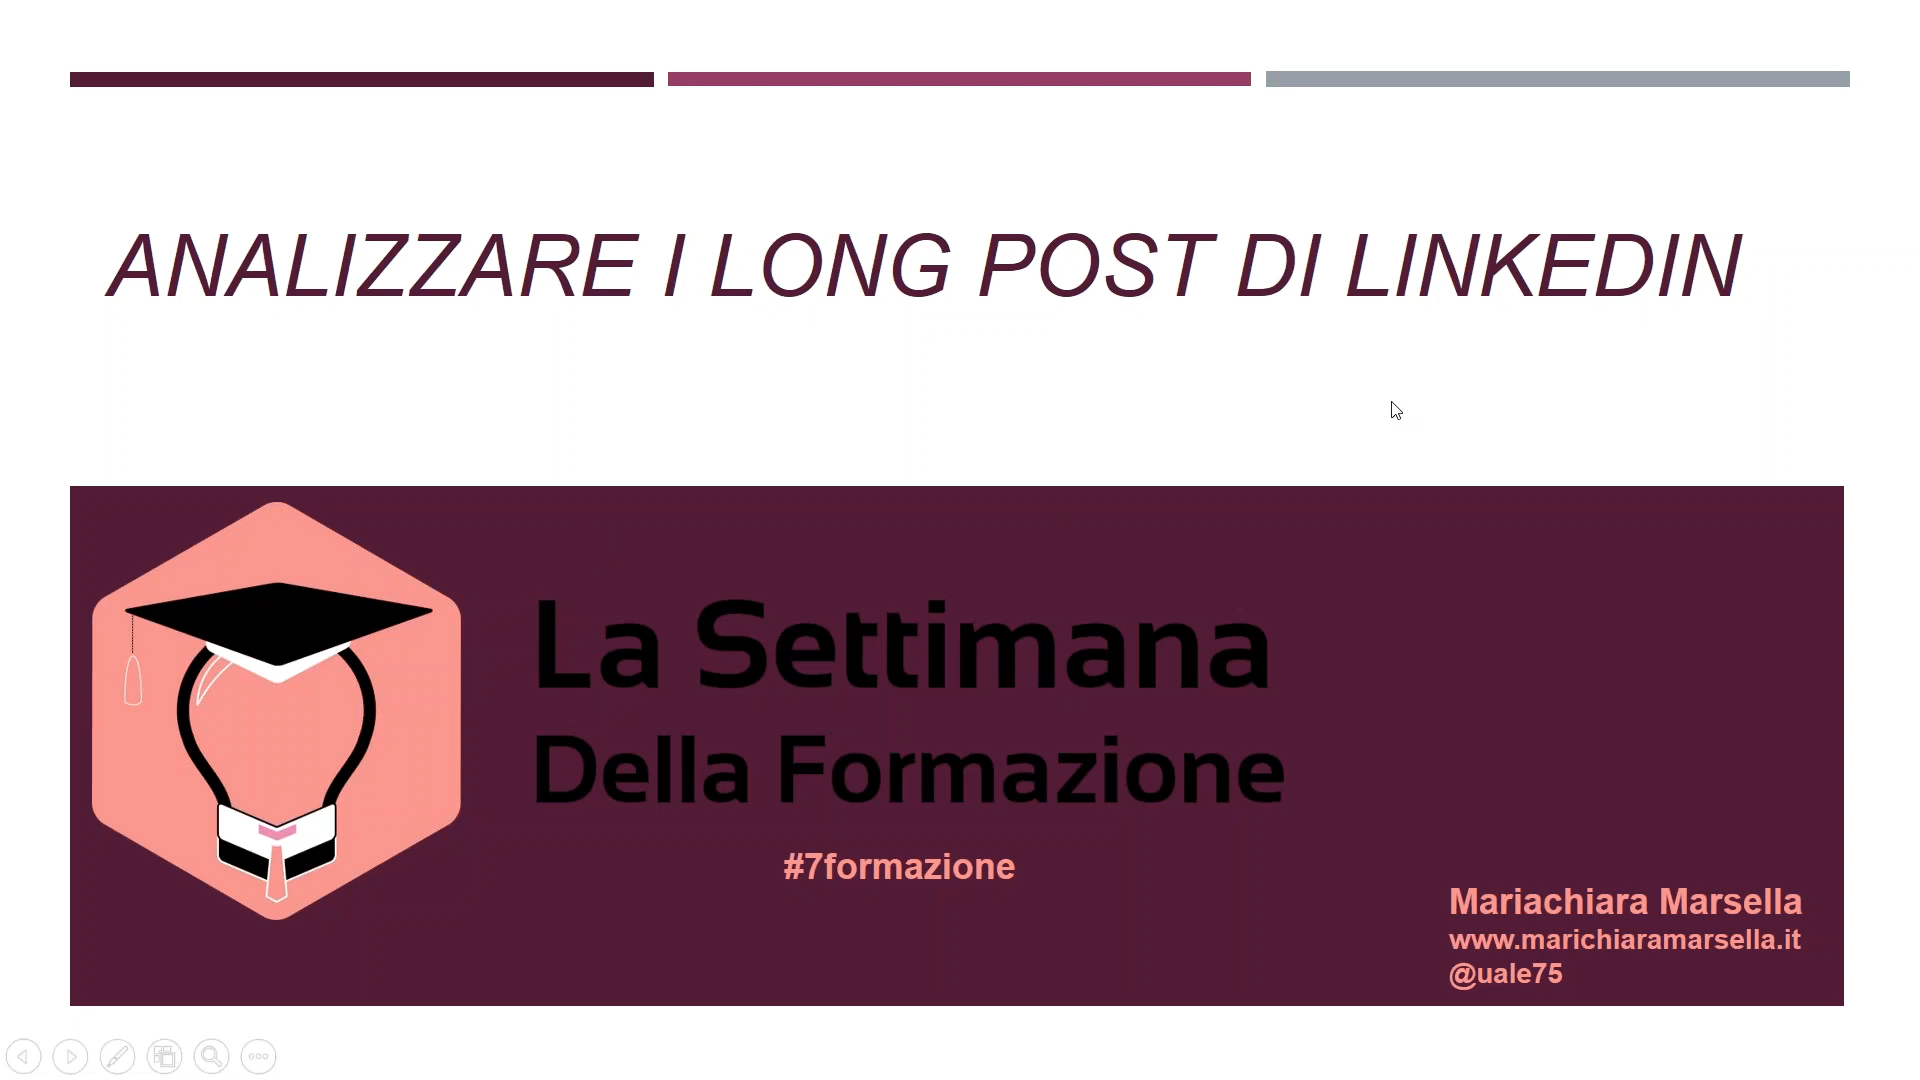 ANALIZZARE I LONG POST DI LINKEDIN
La Settimana
Della Formazione
#7formazione
Mariachiara Marsella
www.marichiaramarsella.it
@uale75